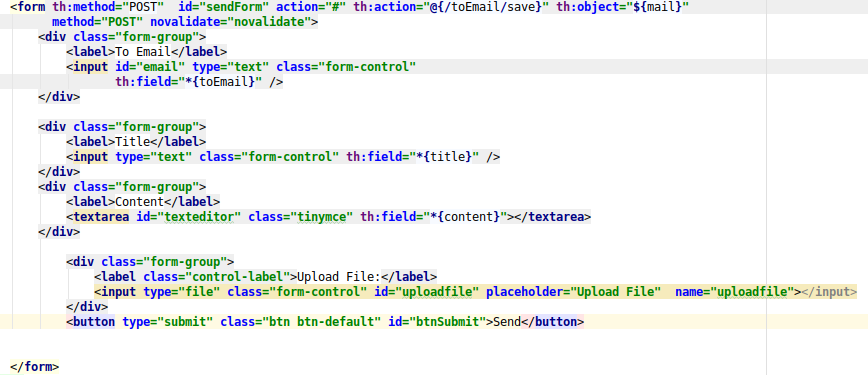 <form th:method="POST"  id="sendForm" action="#" th:action="@{/toEmail/save}" th:object="${mail}"
      method="POST" novalidate="novalidate">
    <div class="form-group">
        <label>To Email</label>
        <input id="email" type="text" class="form-control"
               th:field="*{toEmail}" />
    </div>

    <div class="form-group">
        <label>Title</label>
        <input type="text" class="form-control" th:field="*{title}" />
    </div>
    <div class="form-group">
        <label>Content</label>
        <textarea id="texteditor" class="tinymce" th:field="*{content}"></textarea>
    </div>

        <div class="form-group">
            <label class="control-label">Upload File:</label>
            <input type="file" class="form-control" id="uploadfile" placeholder="Upload File"  name="uploadfile"></input>
        </div>
        <button type="submit" class="btn btn-default" id="btnSubmit">Send</button>


</form>